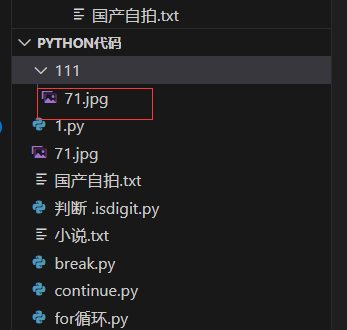 国产自拍.txt
PYTHON代码
111
71.jpg
1.py
71.jpg
国产自拍.txt
判断 .isdigit.py
小说.txt
break.py
continue.py
for循环.py